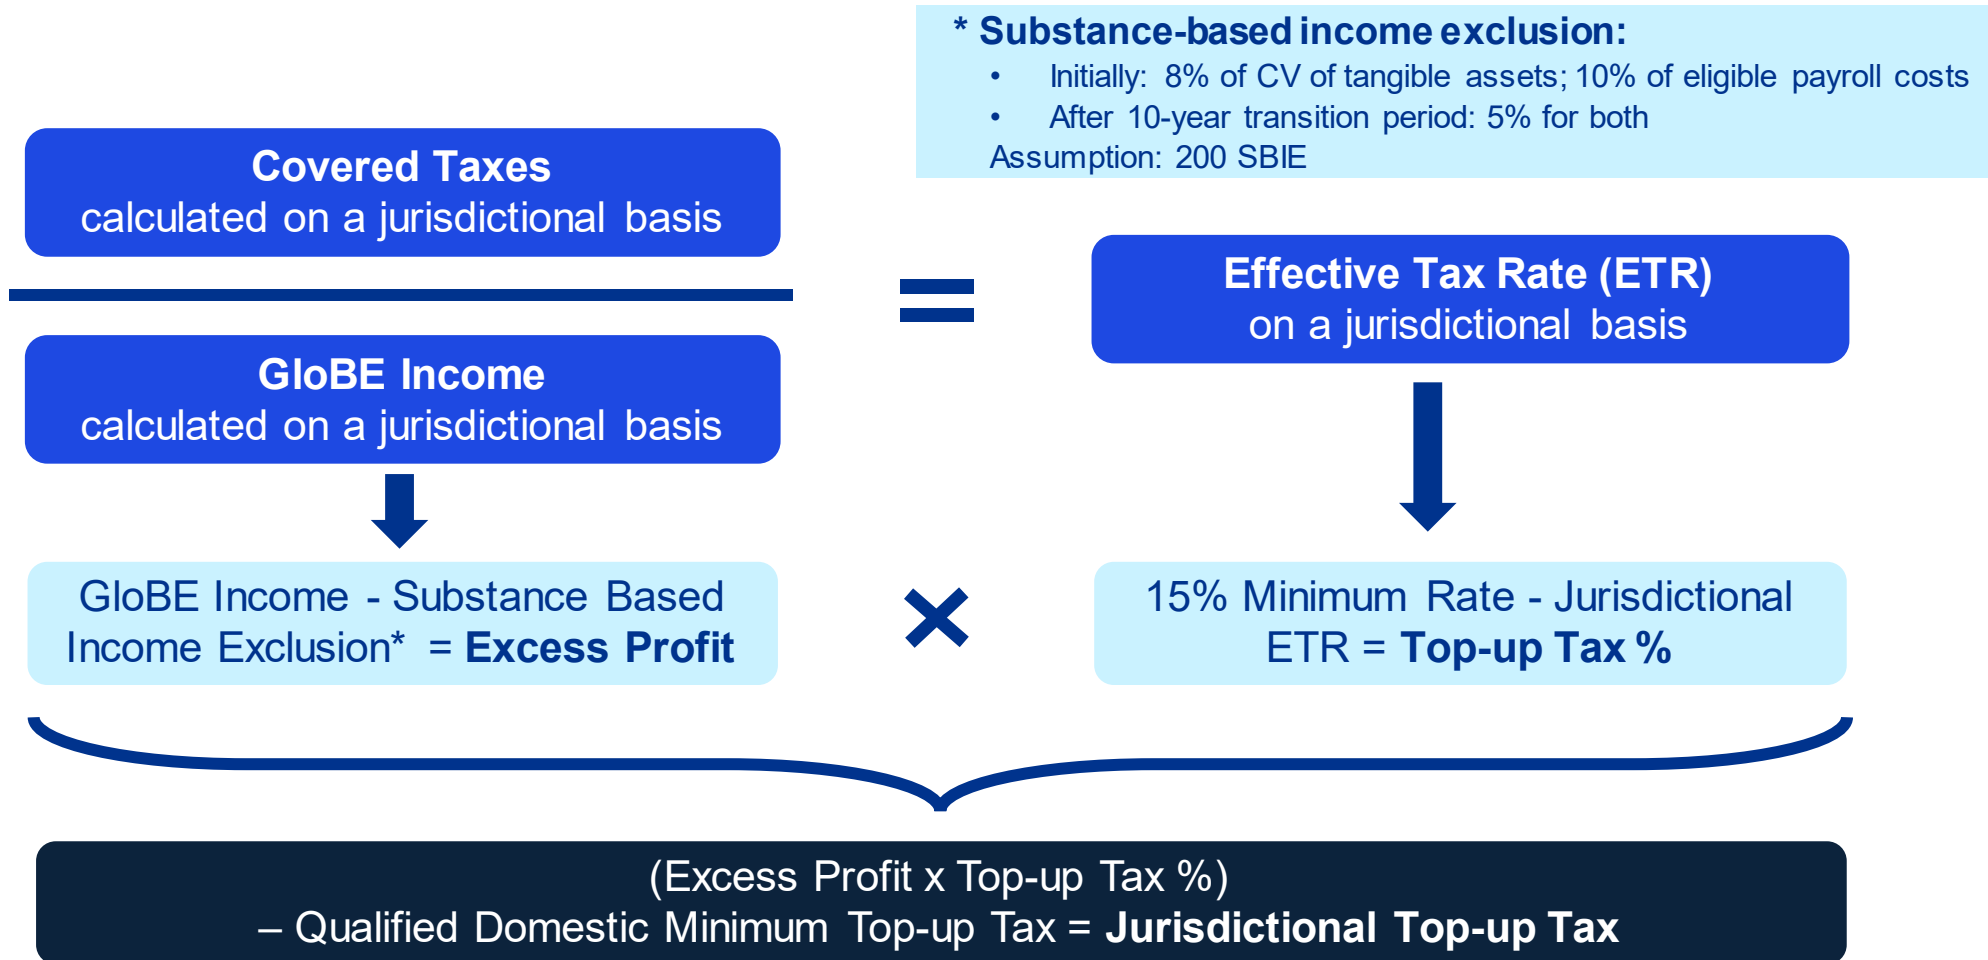 * Substance-based income exclusion:
• Initially: 8% of CV of tangible assets; 10% of eligible payroll costs
• After 10-year transition period: 5% for both
Assumption: 200 SBIE
Covered Taxes
calculated on a jurisdictional basis
Effective Tax Rate (ETR)
on a jurisdictional basis
GloBE Income
calculated on a jurisdictional basis
GloBE Income - Substance Based
Income Exclusion* = Excess Profit
15% Minimum Rate - Jurisdictional
ETR = Top-up Tax %
(Excess Profit x Top-up Tax %)
– Qualified Domestic Minimum Top-up Tax = Jurisdictional Top-up Tax